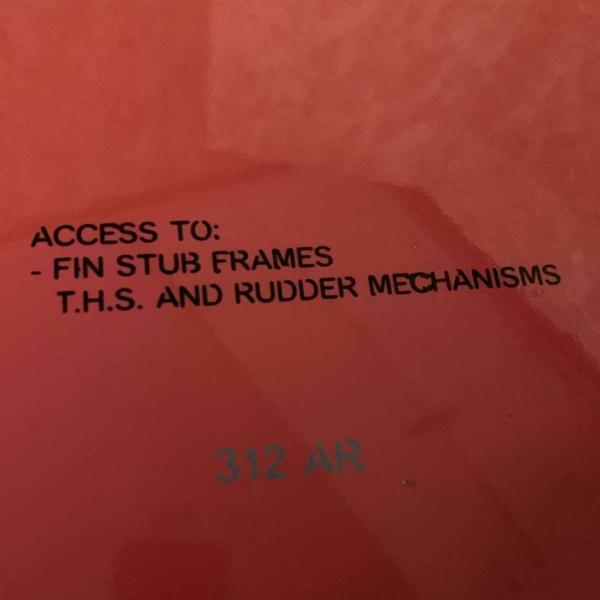 ACCESS TO:
- FIN STUB FRAMES
T.H.S. AND RUDDER MECHANISMS
312 AR